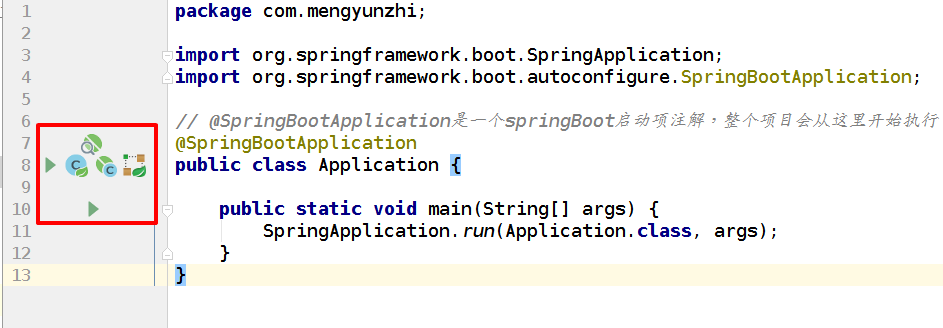 1 package com.mengyunzhi;
2
3 import org.springframework.boot.SpringApplication;
4 import org.springframework.boot.autoconfigure.SpringBootApplication;
5
6 // @SpringBootApplication是一个springBoot启动项注解，整个项目会从这里开始执行
7 @SpringBootApplication
8 public class Application {
9
10 public static void main(String[] args) {
11 SpringApplication.run(Application.class, args);
12 }
13 }